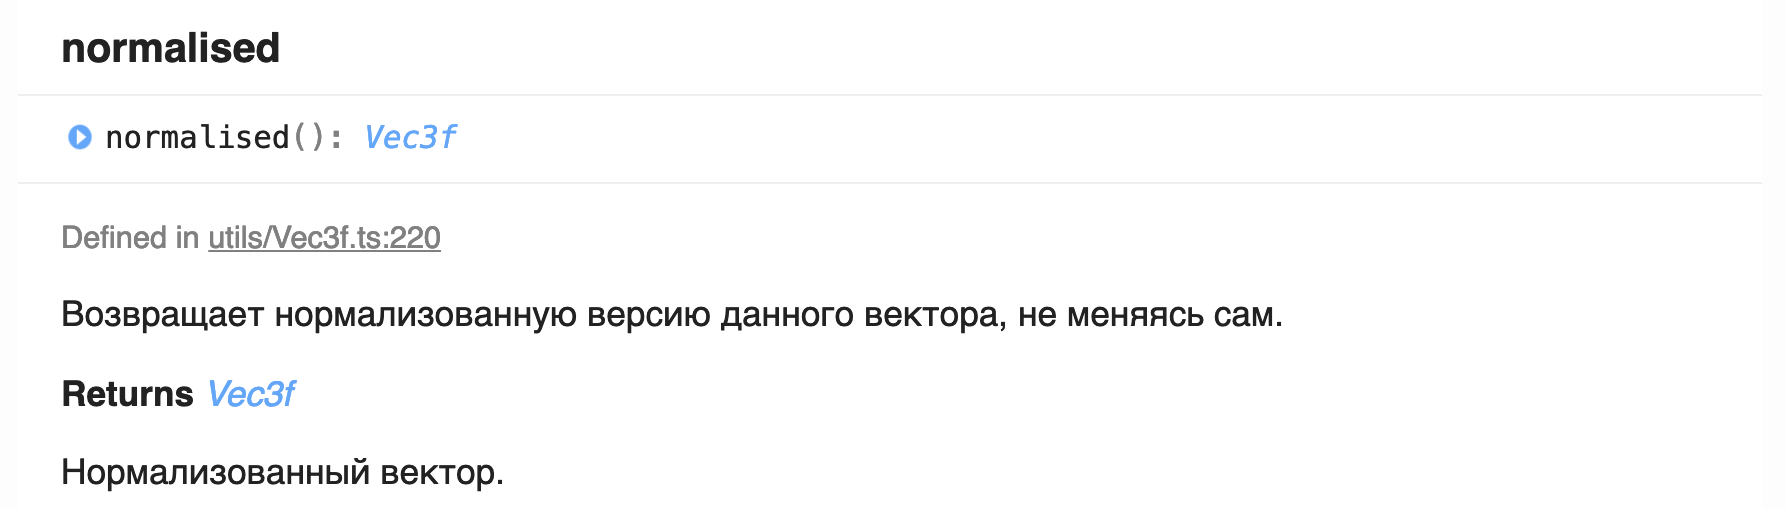 normalised
normalised(): Vec3f
Defined in utils/Vec3f.ts:220
Возвращает нормализованную версию данного вектора, не меняясь сам.
Returns Vec3f
Нормализованный вектор.